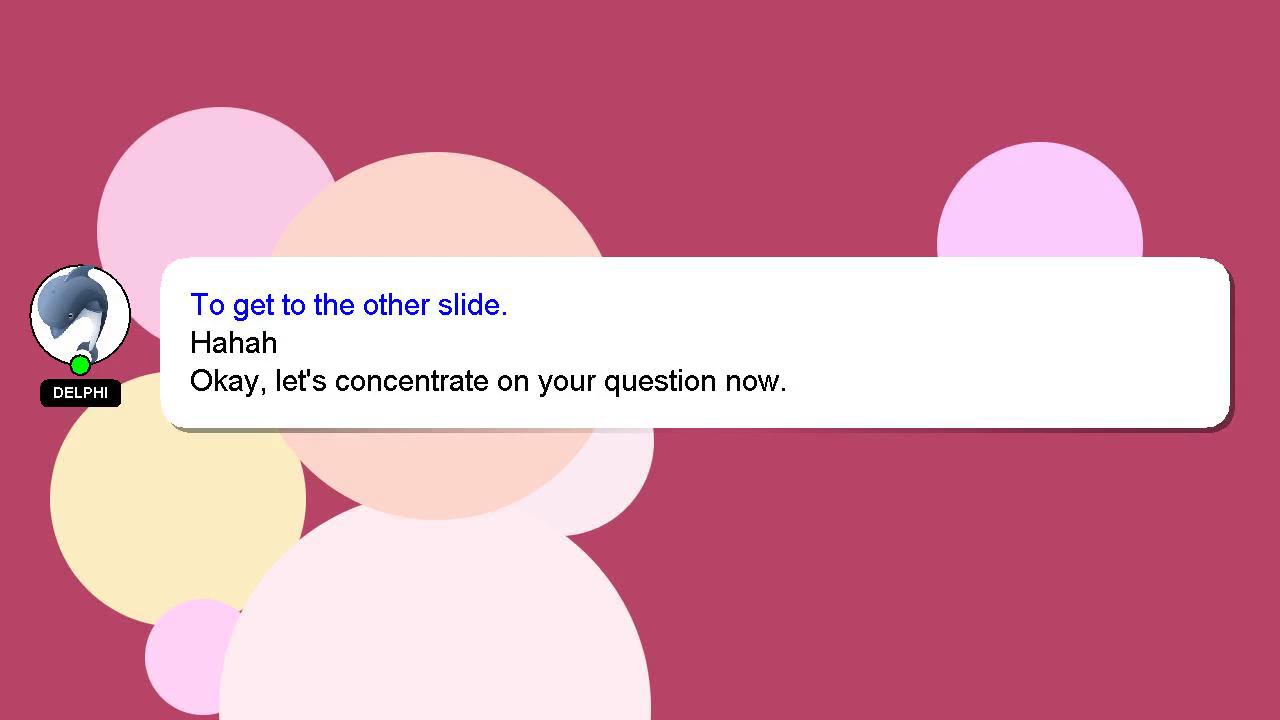 To get to the other slide.
Hahah
Okay, let's concentrate on your question now.
DELPHI